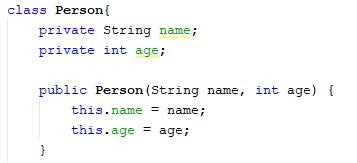 class Person{
    private String name;
    private int age;

    public Person(String name, int age) {
        this.name = name;
        this.age = age;
    }